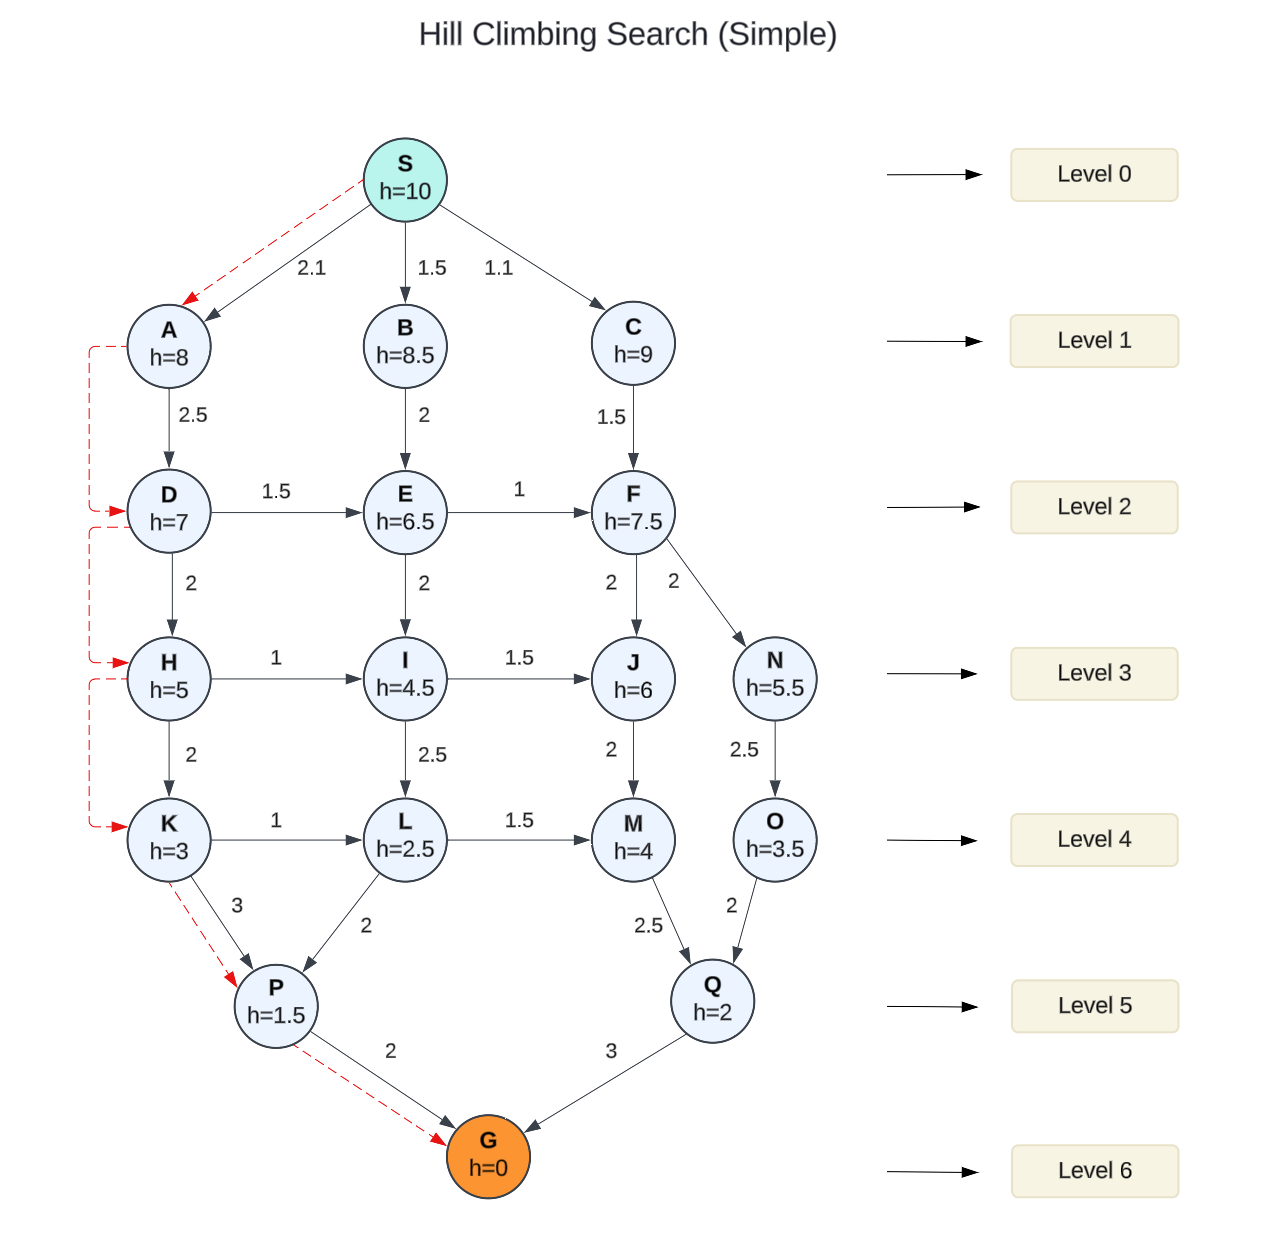 Hill Climbing Search (Simple)
S
h=10
Level 0
2.1
1.5
1.1
A
h=8
B
h=8.5
C
h=9
Level 1
2.5
2
1.5
D
h=7
1.5
E
h=6.5
1
F
h=7.5
Level 2
2
2
2
2
H
h=5
1
I
h=4.5
1.5
J
h=6
N
h=5.5
Level 3
2
2.5
2
2.5
K
h=3
1
L
h=2.5
1.5
M
h=4
O
h=3.5
Level 4
3
2
2.5
2
P
h=1.5
Q
h=2
Level 5
2
3
G
h=0
Level 6